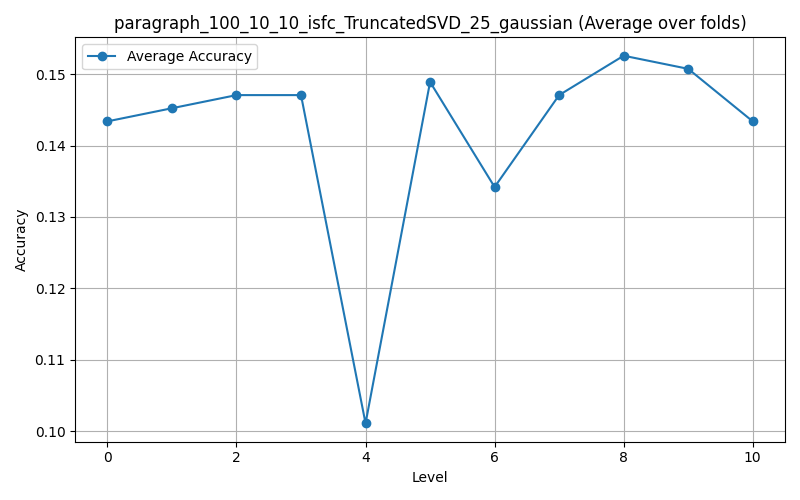 paragraph_100_10_10_isfc_TruncatedSVD_25_gaussian (Average over folds)
Average Accuracy
0.15
0.14
0.13
0.12
0.11
0.10
Accuracy
0 2 4 6 8 10
Level